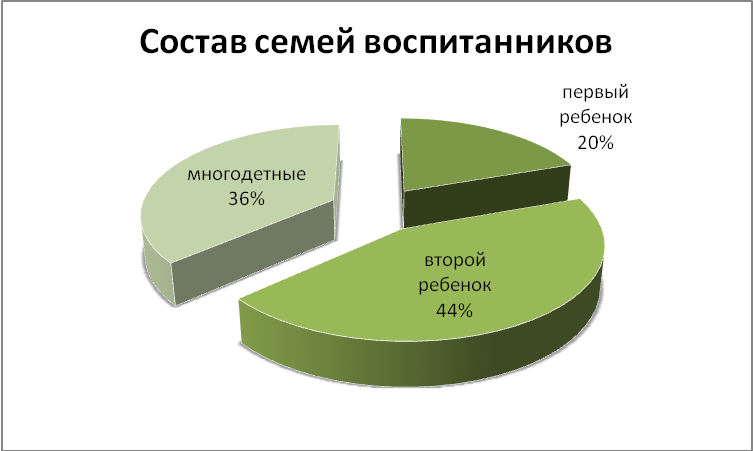 Состав семей воспитанников
первый
ребенок
20%
многодетные
36%
второй
ребенок
44%